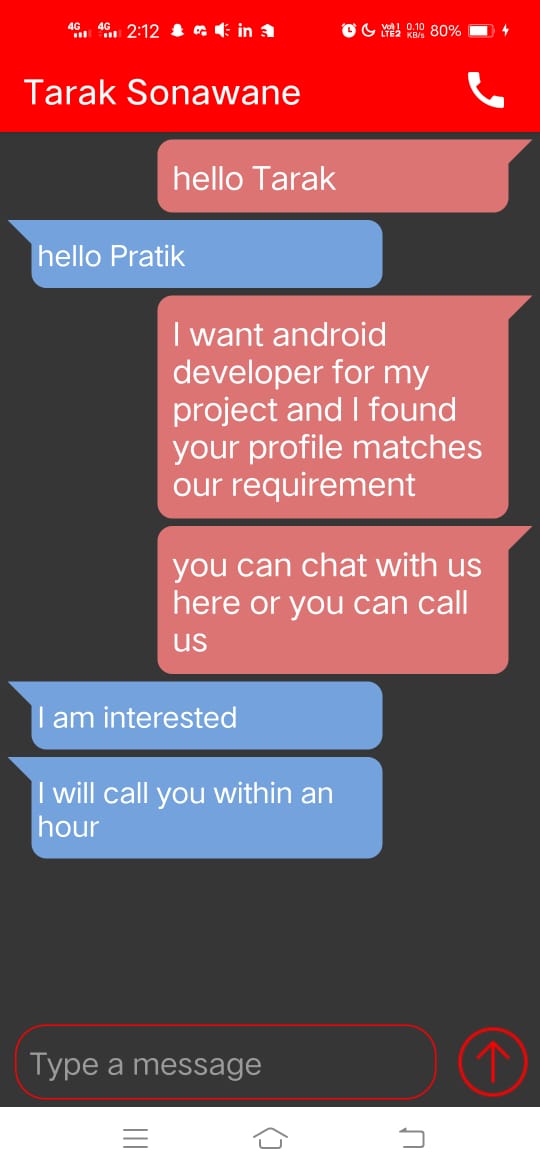 4G 4G 2:12 in Vo) 1 LTE2 0.10 KB/s 80%
Tarak Sonawane
hello Tarak
hello Pratik
I want android
developer for my
project and I found
your profile matches
our requirement
you can chat with us
here or you can call
us
I am interested
I will call you within an
hour
Type a message